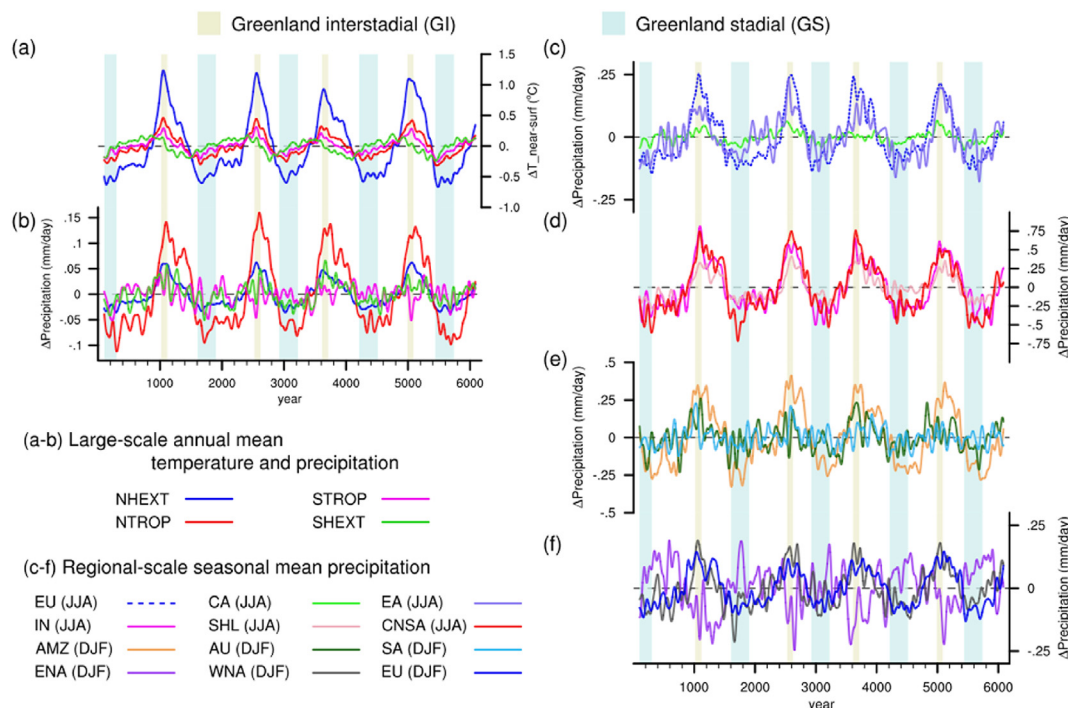 Greenland interstadial (GI)
Greenland stadial (GS)
(a)
1.5
1.0
0.5
0.
-0.5
-1.0
ΔT_near-surf (°C)
(b)
ΔPrecipitation (mm/day)
.15
.1
.05
0
-.05
-.1
1000 2000 3000 4000 5000 6000
year
(a-b) Large-scale annual mean
temperature and precipitation
NHEXT STROP
NTROP SHEXT
(c-f) Regional-scale seasonal mean precipitation
EU (JJA) CA (JJA) EA (JJA)
IN (JJA) SHL (JJA) CNSA (JJA)
AMZ (DJF) AU (DJF) SA (DJF)
ENA (DJF) WNA (DJF) EU (DJF)
(c)
ΔPrecipitation (mm/day)
.25
0
-.25
(d)
.75
.5
.25
0
-.25
-.5
-.75
ΔPrecipitation (mm/day)
(e)
ΔPrecipitation (mm/day)
.5
.25
0
-.25
-.5
(f)
.25
0
-.25
ΔPrecipitation (mm/day)
1000 2000 3000 4000 5000 6000
year